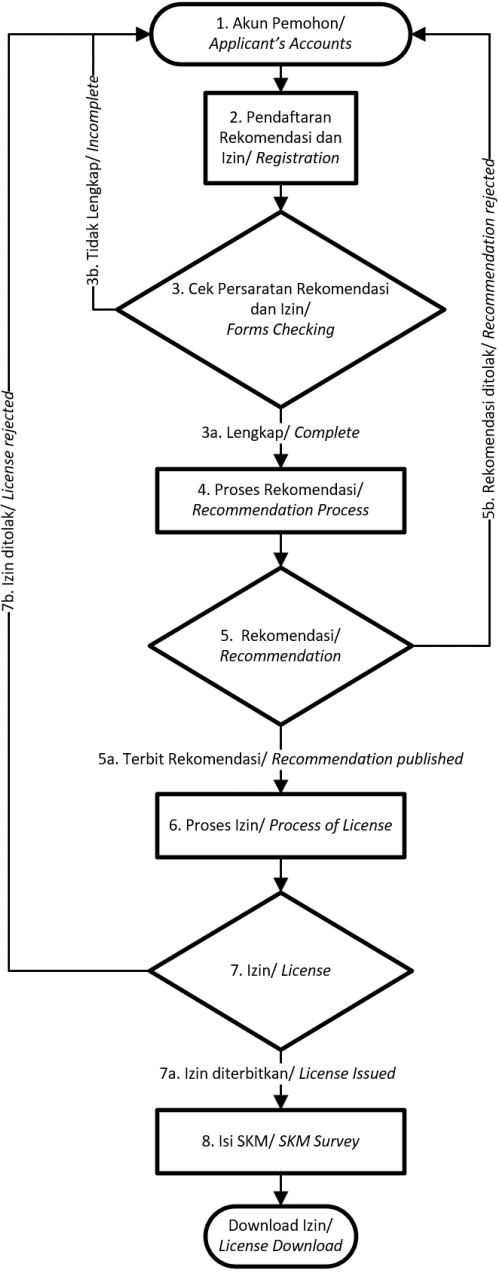 1. Akun Pemohon/
Applicant's Accounts
2. Pendaftaran
Rekomendasi dan
Izin/ Registration
3. Cek Persaratan Rekomendasi
dan Izin/
Forms Checking
3b. Tidak Lengkap/ Incomplete
3a. Lengkap/ Complete
4. Proses Rekomendasi/
Recommendation Process
5. Rekomendasi/
Recommendation
5b. Rekomendasi ditolak/ Recommendation rejected
5a. Terbit Rekomendasi/ Recommendation published
6. Proses Izin/ Process of License
7. Izin/ License
7b. Izin ditolak/ License rejected
7a. Izin diterbitkan/ License Issued
8. Isi SKM/ SKM Survey
Download Izin/
License Download